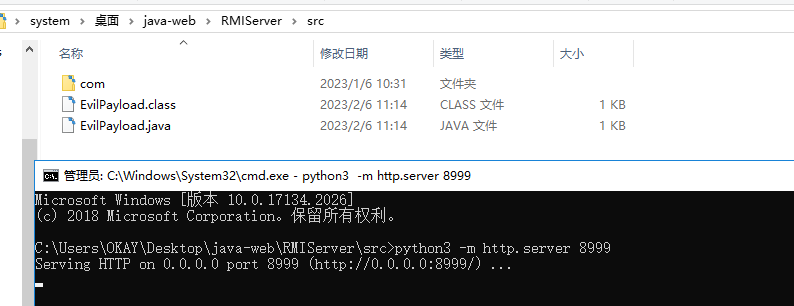 system > 桌面 > java-web > RMIServer > src
名称 修改日期 类型 大小
com 2023/1/6 10:31 文件夹
EvilPayload.class 2023/2/6 11:14 CLASS 文件 1 KB
EvilPayload.java 2023/2/6 11:14 JAVA 文件 1 KB
管理员: C:\Windows\System32\cmd.exe - python3 -m http.server 8999
Microsoft Windows [版本 10.0.17134.2026]
(c) 2018 Microsoft Corporation。保留所有权利。
C:\Users\OKAY\Desktop\java-web\RMIServer\src>python3 -m http.server 8999
Serving HTTP on 0.0.0.0 port 8999 (http://0.0.0.0:8999/) ...